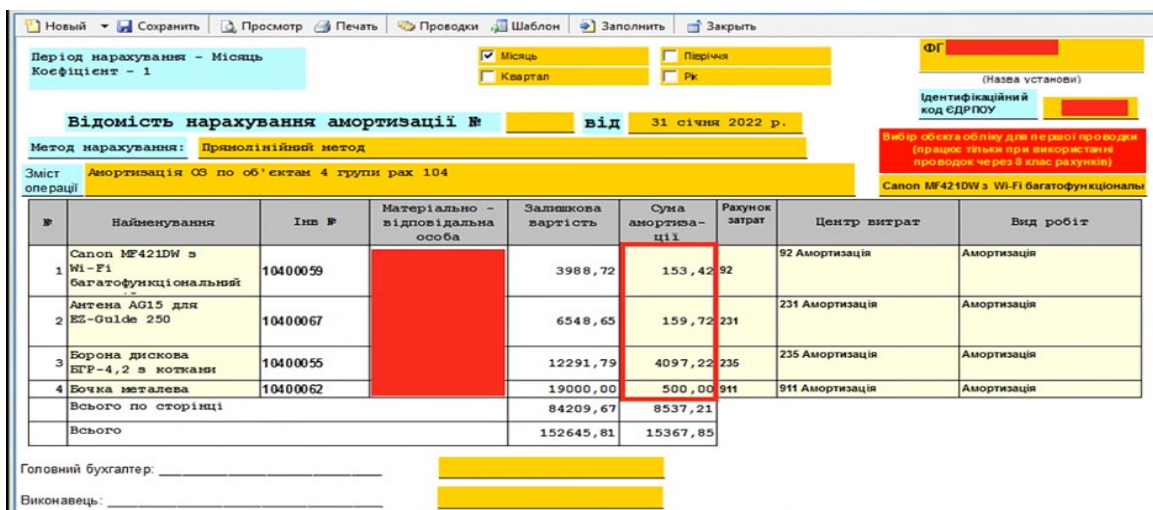 Новый Сохранить Просмотр Печать Проводки Шаблон Заполнить Закрыть
Період нарахування - Місяць
Коефіцієнт - 1
Місяць
Півріччя
Квартал
Рік
ФГ
(Назва установи)
Ідентифікаційний
код ЄДРПОУ
Відомість нарахування амортизації № від 31 січня 2022 р.
Метод нарахування: Прямолінійний метод
Вибір обєкта обліку для першої проводки
(працює тільки при використанні
проводок через 8 клас рахунків)
Зміст
операції
Амортизація ОЗ по об'єктам 4 групи рах 104
Canon MF421DW з Wi-Fi багатофункціональн
№ Найменування Інв № Матеріально - відповідальна особа Залишкова вартість Сума амортиза-ції Рахунок затрат Центр витрат Вид робіт
1 Canon MF421DW з Wi-Fi багатофункціональний 10400059 3988,72 153,42 92 92 Амортизація Амортизація
2 Антена AG15 для EZ-Gulde 250 10400067 6548,65 159,72 231 231 Амортизація Амортизація
3 Борона дискова БГР-4,2 з котками 10400055 12291,79 4097,22 235 235 Амортизація Амортизація
4 Бочка металева 10400062 19000,00 500,00 911 911 Амортизація Амортизація
Всього по сторінці 84209,67 8537,21
Всього 152645,81 15367,85
Головний бухгалтер:
Виконавець: